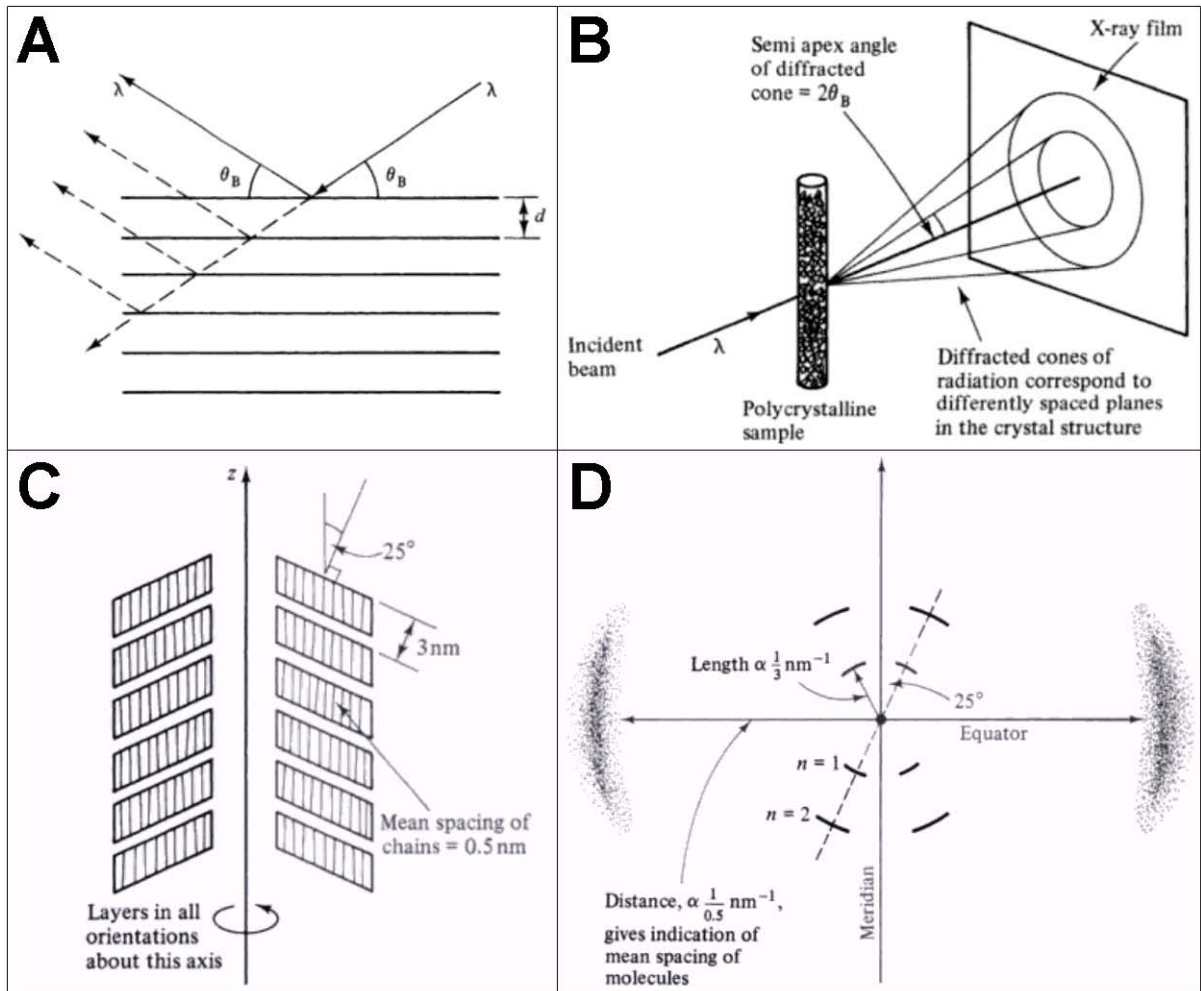 A
λ
λ
θB
θB
d
B
Semi apex angle
of diffracted
cone = 2θB
X-ray film
Incident
beam
λ
Polycrystalline
sample
Diffracted cones of
radiation correspond to
differently spaced planes
in the crystal structure
C
z
25°
3 nm
Mean spacing of
chains = 0.5 nm
Layers in all
orientations
about this axis
D
Length α 1/3 nm⁻¹
25°
Equator
n = 1
n = 2
Meridian
Distance, α 1/0.5 nm⁻¹,
gives indication of
mean spacing of
molecules